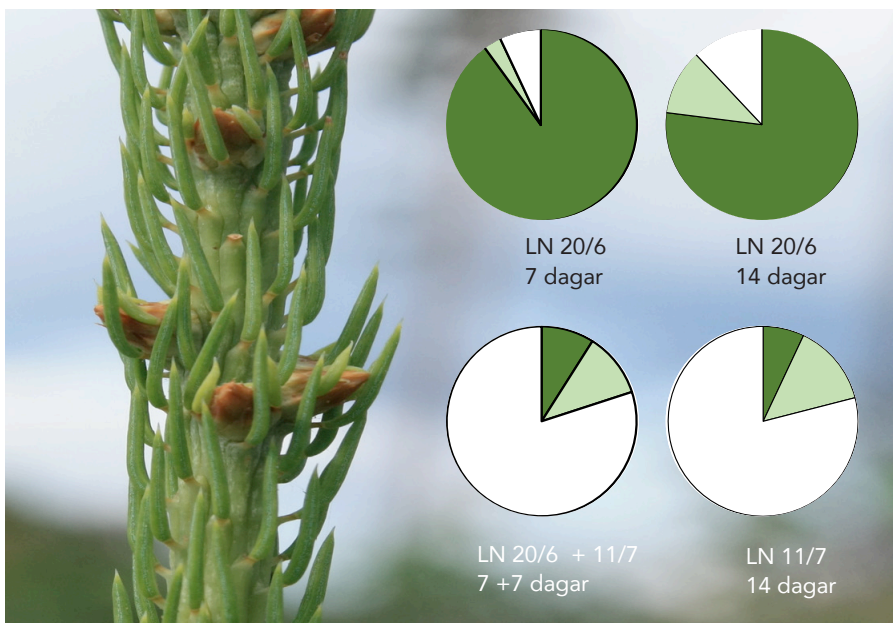 LN 20/6
7 dagar
LN 20/6
14 dagar
LN 20/6 + 11/7
7 +7 dagar
LN 11/7
14 dagar